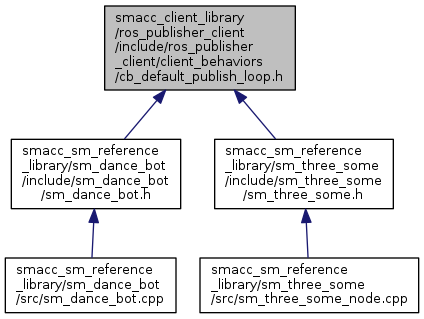 smacc_client_library
/ros_publisher_client
/include/ros_publisher
_client/client_behaviors
/cb_default_publish_loop.h
smacc_sm_reference
_library/sm_dance_bot
/include/sm_dance_bot
/sm_dance_bot.h
smacc_sm_reference
_library/sm_three_some
/include/sm_three_some
/sm_three_some.h
smacc_sm_reference
_library/sm_dance_bot
/src/sm_dance_bot.cpp
smacc_sm_reference
_library/sm_three_some
/src/sm_three_some_node.cpp